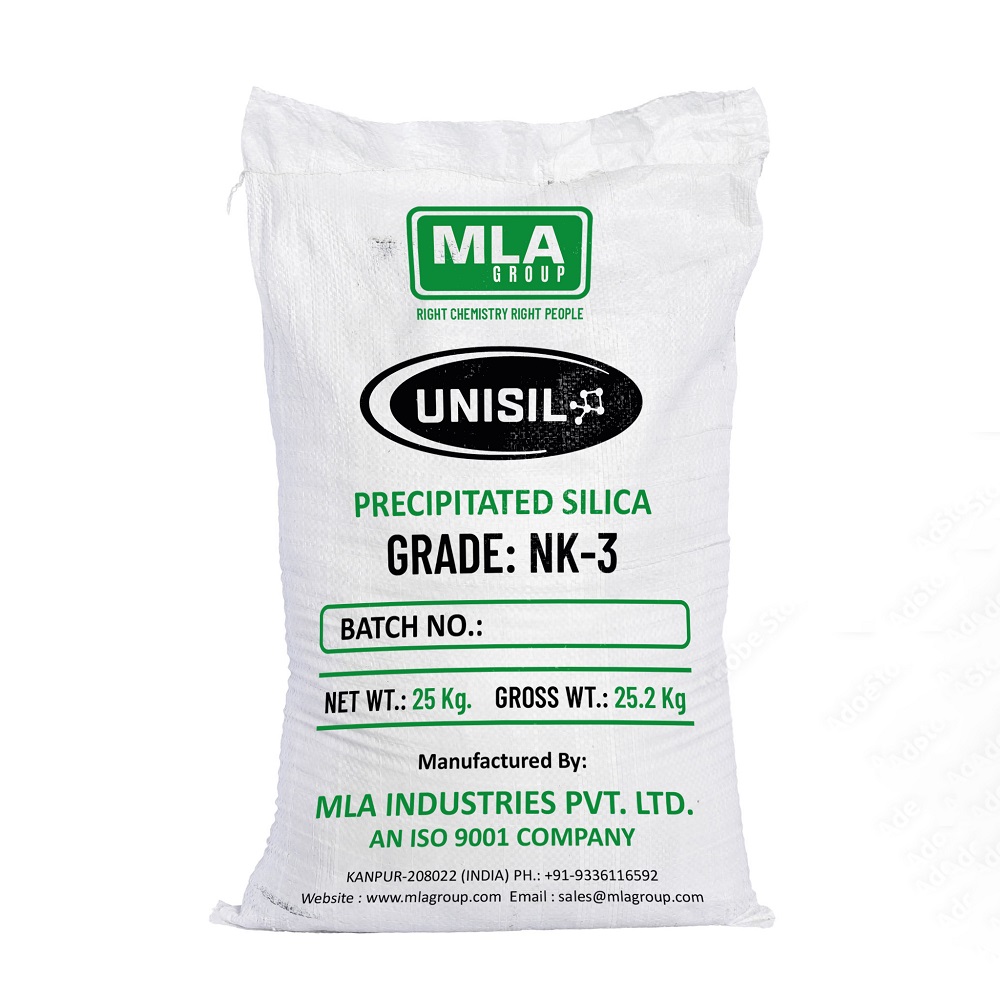 MLA
GROUP
RIGHT CHEMISTRY RIGHT PEOPLE
UNISIL
PRECIPITATED SILICA
GRADE: NK-3
BATCH NO.:
NET WT.: 25 Kg. GROSS WT.: 25.2 Kg
Manufactured By:
MLA INDUSTRIES PVT. LTD.
AN ISO 9001 COMPANY
KANPUR-208022 (INDIA) PH.: +91-9336116592
Website : www.mlagroup.com Email : sales@mlagroup.com